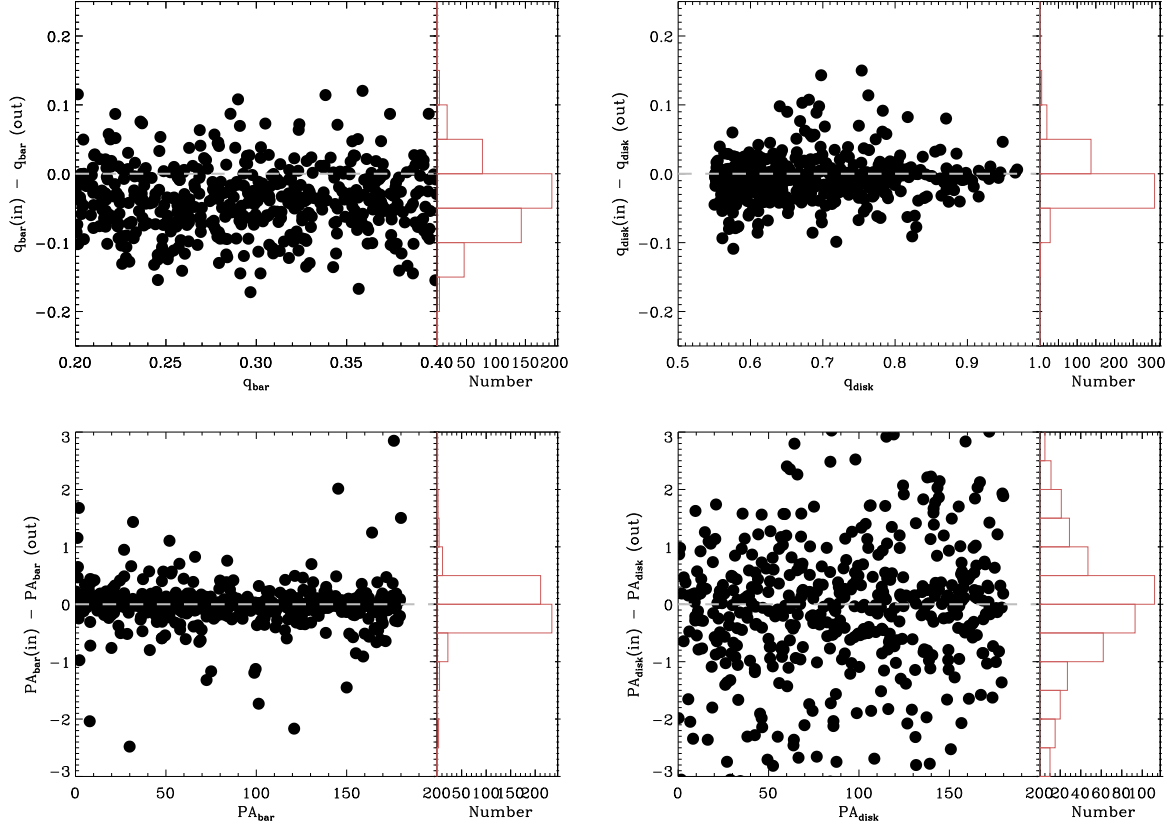 0.2
0.1
0.0
−0.1
−0.2
q_bar(in) − q_bar (out)
0.20 0.25 0.30 0.35 0.4
50 100 150 200
q_bar
Number
0.2
0.1
0.0
−0.1
−0.2
q_disk(in) − q_disk (out)
0.5 0.6 0.7 0.8 0.9 1.0
100 200 300
q_disk
Number
3
2
1
0
−1
−2
−3
PA_bar(in) − PA_bar (out)
0 50 100 150 200
50 100 150 200
PA_bar
Number
3
2
1
0
−1
−2
−3
PA_disk(in) − PA_disk (out)
0 50 100 150 200
20 40 60 80 100
PA_disk
Number